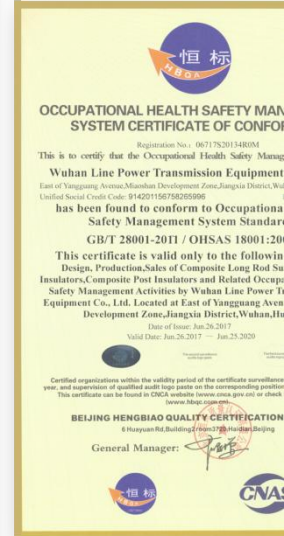 恒 标
HBQA
OCCUPATIONAL HEALTH SAFETY MAN
SYSTEM CERTIFICATE OF CONFOR
Registration No.: 06717S20134R0M
This is to certify that the Occupational Health Safety Manag
Wuhan Line Power Transmission Equipment
East of Yangguang Avenue,Miaoshan Development Zone,Jiangxia District,Wu
Unified Social Credit Code: 914201156758265996
has been found to conform to Occupationa
Safety Management System Standar
GB/T 28001-2011 / OHSAS 18001:200
This certificate is valid only to the followin
Design, Production,Sales of Composite Long Rod Su
Insulators,Composite Post Insulators and Related Occupa
Safety Management Activities by Wuhan Line Power Tr
Equipment Co., Ltd. Located at East of Yangguang Aven
Development Zone,Jiangxia District,Wuhan,Hu
Date of Issue: Jun.26.2017
Valid Date: Jun.26.2017 — Jun.25.2020
Certified organizations within the validity period of the certificate surveillance
year, and supervision of qualified audit logo paste on the corresponding position
This certificate can be found in CNCA website (www.cnca.gov.cn) or check
(www.hbqc.com.cn)
BEIJING HENGBIAO QUALITY CERTIFICATION
6 Huayuan Rd,Building2 room3720,Haidian,Beijing
General Manager:
恒 标
HBQA
CNAS